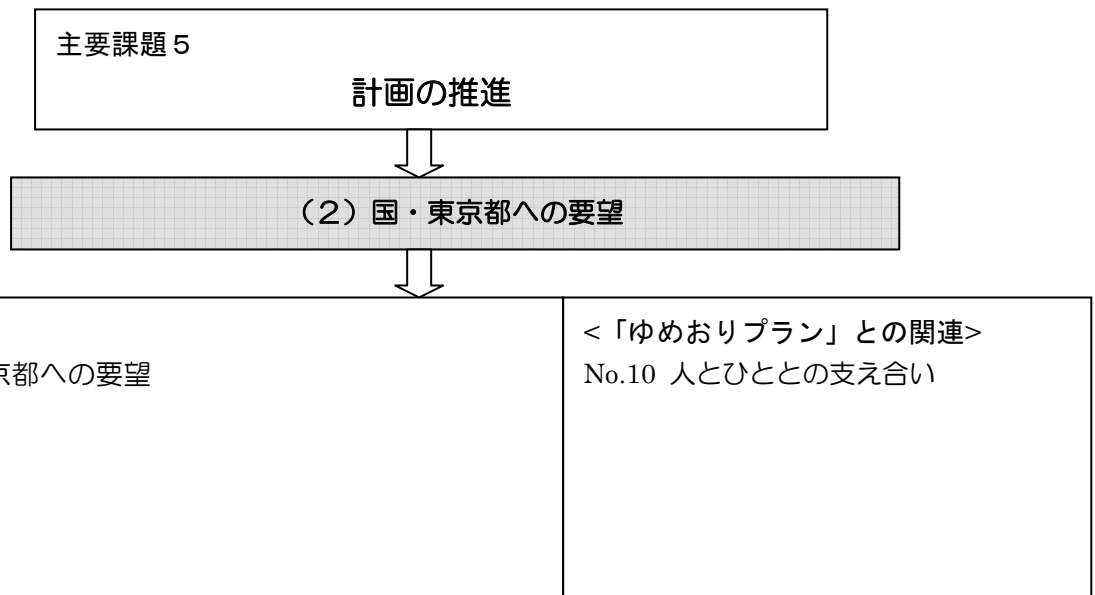 主要課題５
計画の推進
（２）国・東京都への要望
京都への要望
<「ゆめおりプラン」との関連>
No.10 人とひととの支え合い